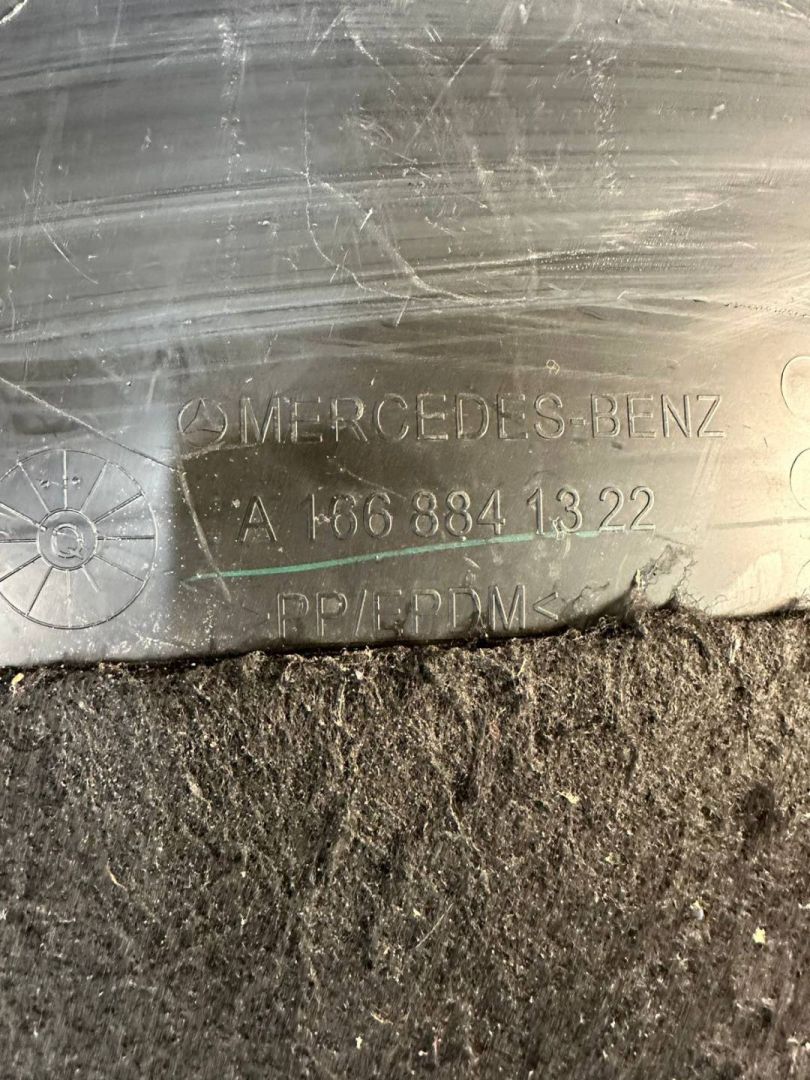 MERCEDES-BENZ
A 166 884 13 22
>PP/EPDM<
Q